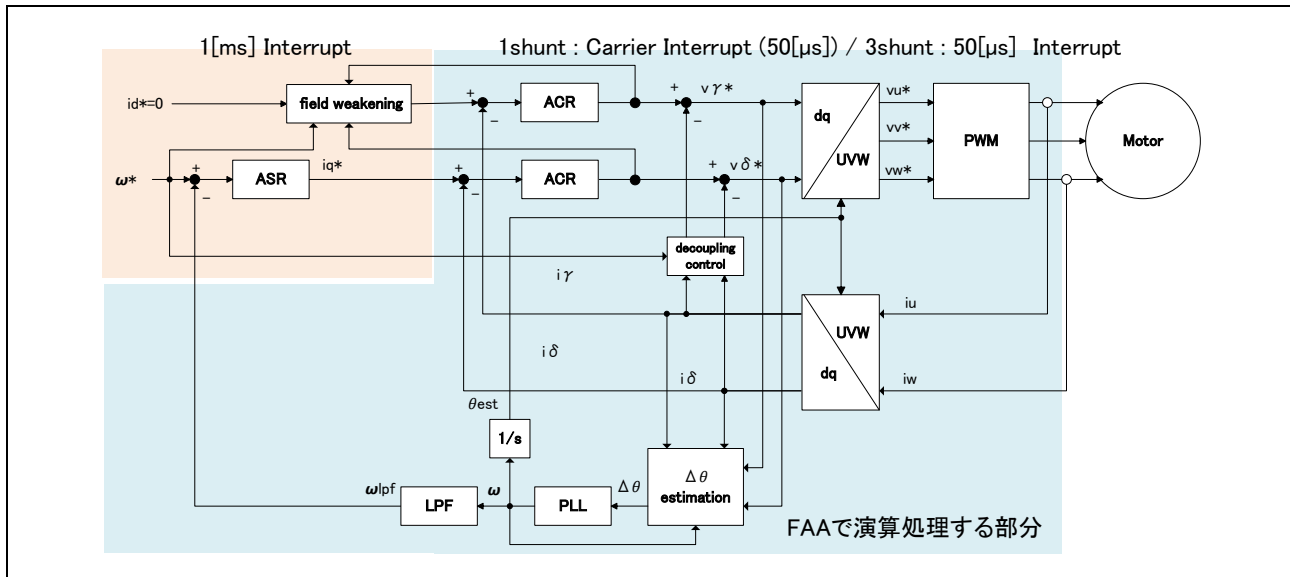 1[ms] Interrupt
1shunt : Carrier Interrupt (50[μs]) / 3shunt : 50[μs] Interrupt
id*=0
field weakening
+
−
ACR
+
−
vγ*
dq
UVW
vu*
vv*
vw*
PWM
Motor
ω*
+
−
ASR
iq*
+
−
ACR
+
−
vδ*
decoupling
control
iγ
UVW
dq
iu
iw
iδ
iδ
θest
1/s
ωlpf
LPF
ω
PLL
Δθ
Δθ
estimation
FAAで演算処理する部分